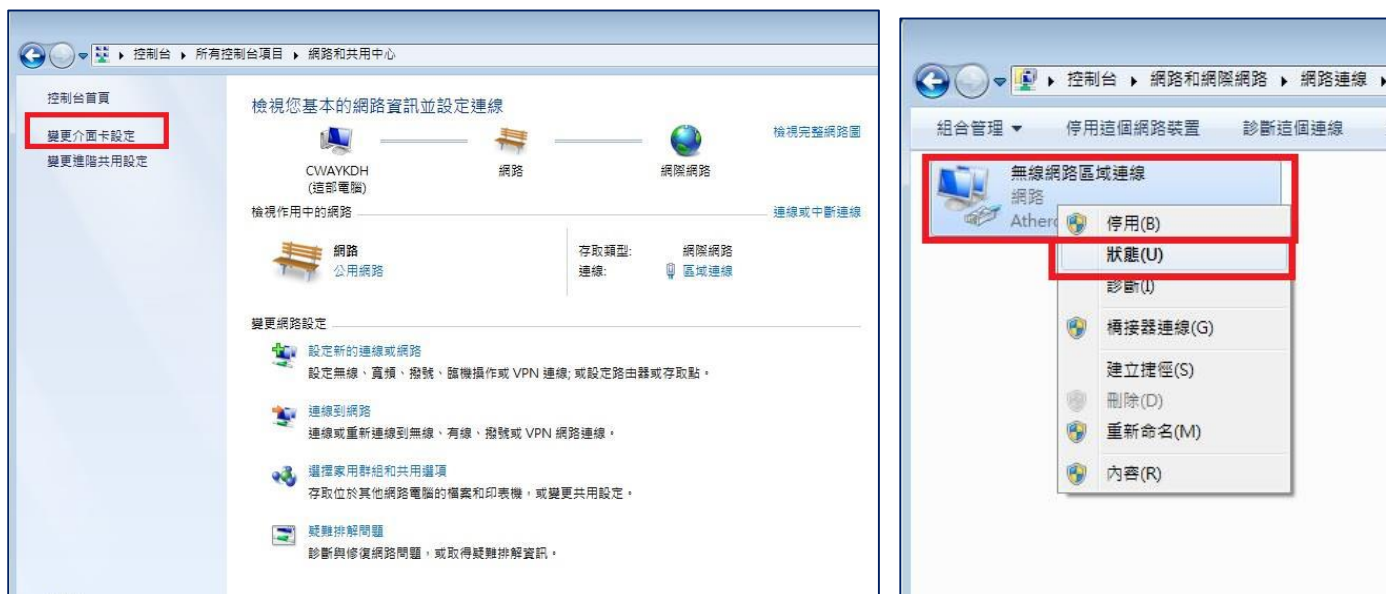 控制台 ▸ 所有控制台項目 ▸ 網路和共用中心
控制台首頁
變更介面卡設定
變更進階共用設定
檢視您基本的網路資訊並設定連線
檢視完整網路圖
CWAYKDH
(這部電腦)
網路
網際網路
檢視作用中的網路
連線或中斷連線
網路
公用網路
存取類型:
網際網路
連線:
區域連線
變更網路設定
設定新的連線或網路
設定無線、寬頻、撥號、臨機操作或 VPN 連線; 或設定路由器或存取點。
連線到網路
連線或重新連線到無線、有線、撥號或 VPN 網路連線。
選擇家用群組和共用選項
存取位於其他網路電腦的檔案和印表機，或變更共用設定。
疑難排解問題
診斷與修復網路問題，或取得疑難排解資訊。
控制台 ▸ 網路和網際網路 ▸ 網路連線 ▸
組合管理 ▼ 停用這個網路裝置 診斷這個連線
無線網路區域連線
網路
停用(B)
狀態(U)
診斷(I)
橋接器連線(G)
建立捷徑(S)
刪除(D)
重新命名(M)
內容(R)